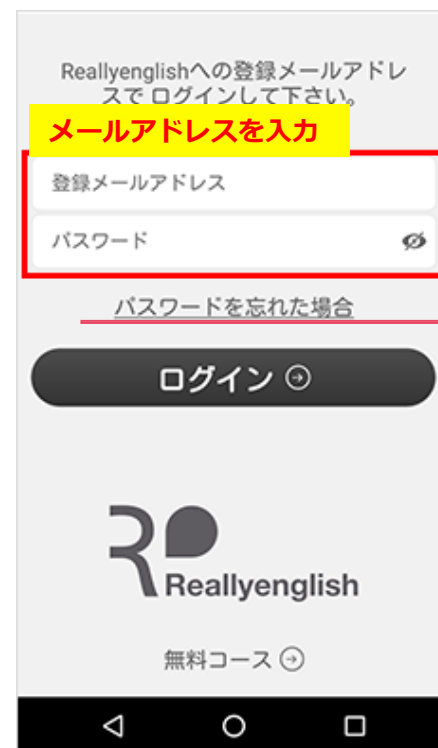 Reallyenglishへの登録メールアドレ
スで ログインして下さい。
メールアドレスを入力
登録メールアドレス
パスワード
パスワードを忘れた場合
ログイン
Reallyenglish
無料コース